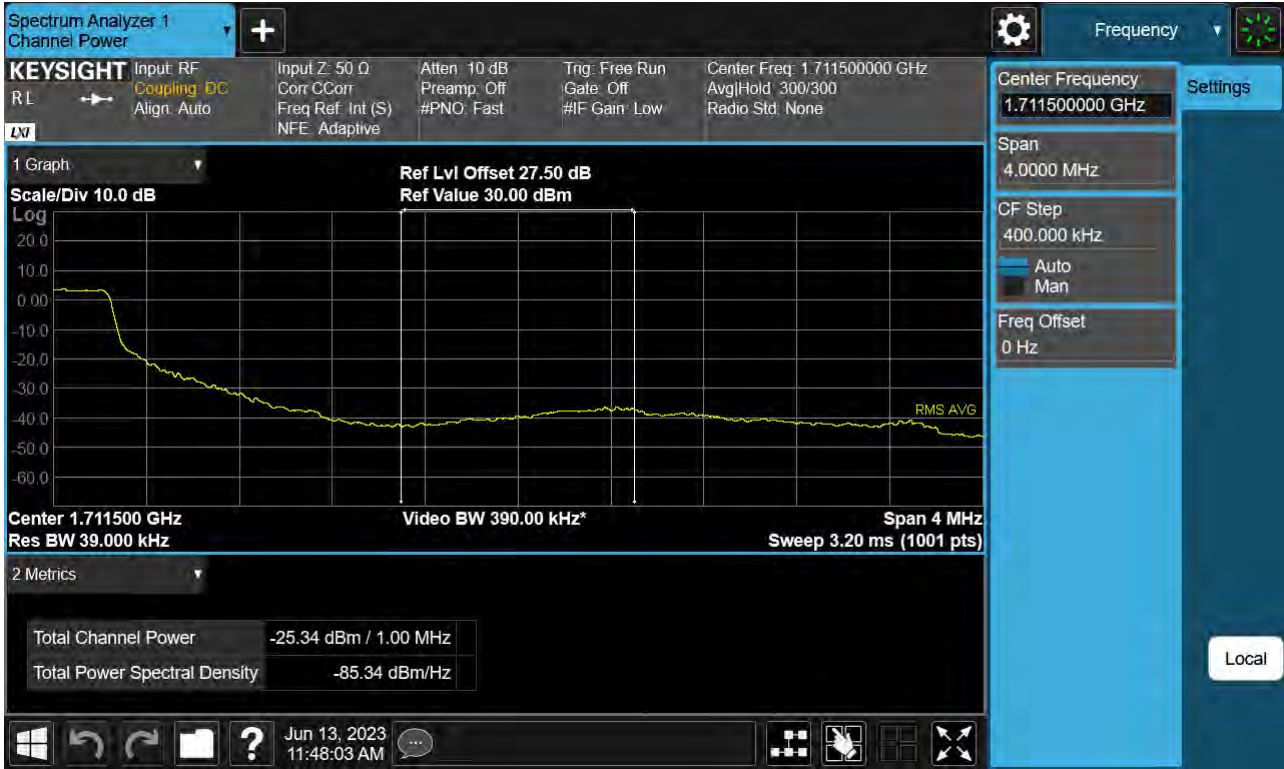 Spectrum Analyzer 1
Channel Power
Frequency
KEYSIGHT
RL
LXI
Input: RF
Coupling: DC
Align: Auto
Input Z: 50 Ω
Corr CCorr
Freq Ref: Int (S)
NFE: Adaptive
Atten: 10 dB
Preamp: Off
#PNO: Fast
Trig: Free Run
Gate: Off
#IF Gain: Low
Center Freq: 1.711500000 GHz
Avg|Hold: 300/300
Radio Std: None
Center Frequency
1.711500000 GHz
Settings
Span
4.0000 MHz
CF Step
400.000 kHz
Auto
Man
Freq Offset
0 Hz
Local
1 Graph
Ref Lvl Offset 27.50 dB
Scale/Div 10.0 dB
Ref Value 30.00 dBm
Log
20.0
10.0
0.00
-10.0
-20.0
-30.0
-40.0
-50.0
-60.0
RMS AVG
Center 1.711500 GHz
Video BW 390.00 kHz*
Span 4 MHz
Res BW 39.000 kHz
Sweep 3.20 ms (1001 pts)
2 Metrics
Total Channel Power -25.34 dBm / 1.00 MHz
Total Power Spectral Density -85.34 dBm/Hz
Jun 13, 2023
11:48:03 AM